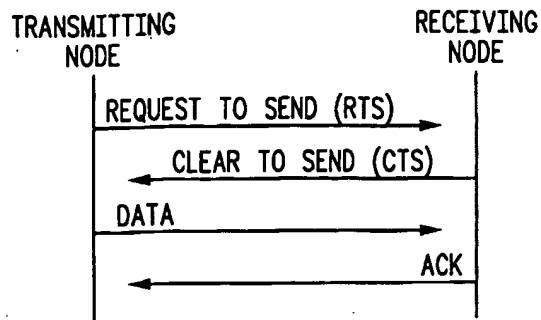 TRANSMITTING
NODE
RECEIVING
NODE
REQUEST TO SEND (RTS)
CLEAR TO SEND (CTS)
DATA
ACK